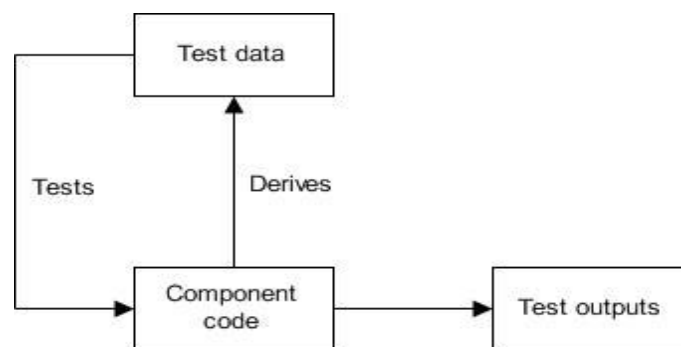 Test data
Tests
Derives
Component
code
Test outputs